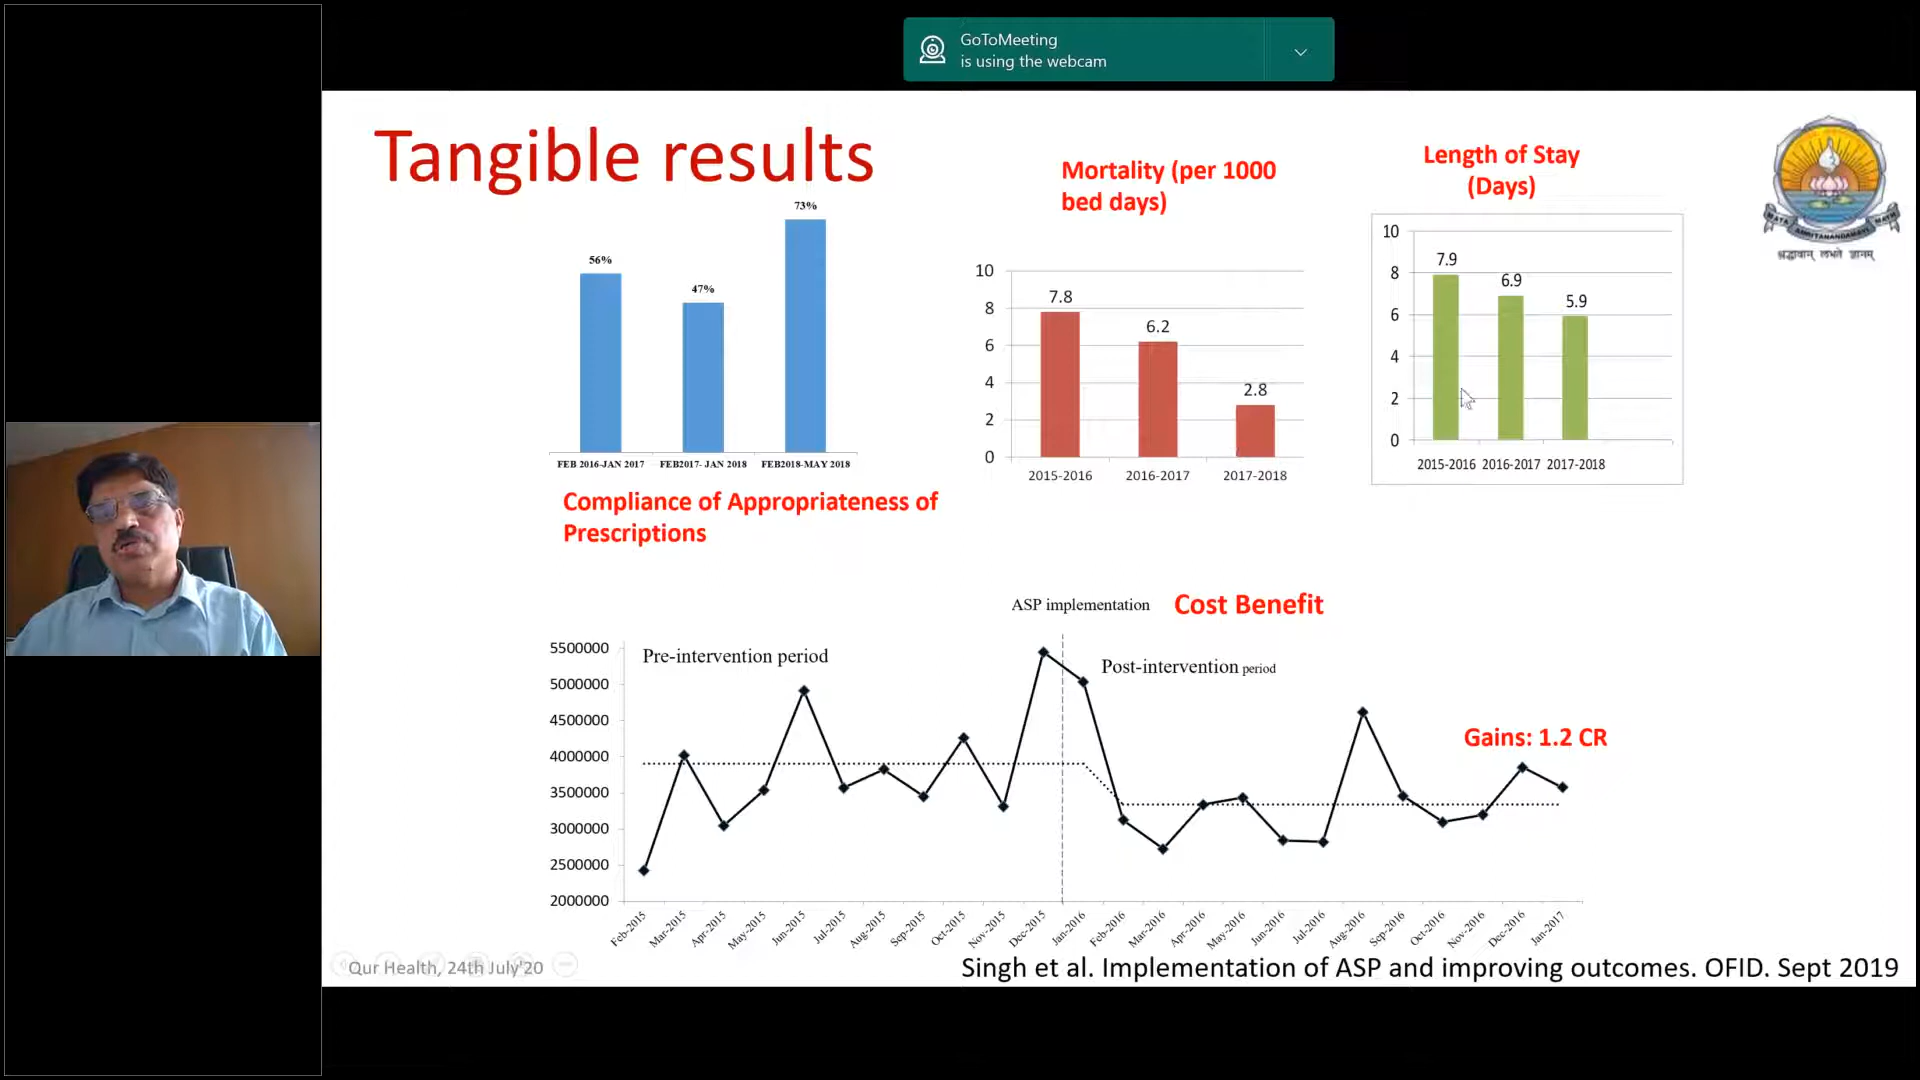 GoToMeeting
is using the webcam
Tangible results
Mortality (per 1000
bed days)
Length of Stay
(Days)
MATA AMRITANANDAMAYI MATH
श्रद्धावान् लभते ज्ञानम्
73%
56%
47%
FEB 2016-JAN 2017 FEB2017- JAN 2018 FEB2018-MAY 2018
Compliance of Appropriateness of
Prescriptions
10
8
6
4
2
0
7.8
6.2
2.8
2015-2016 2016-2017 2017-2018
10
8
6
4
2
0
7.9
6.9
5.9
2015-2016 2016-2017 2017-2018
ASP implementation
Cost Benefit
Pre-intervention period
Post-intervention period
Gains: 1.2 CR
5500000
5000000
4500000
4000000
3500000
3000000
2500000
2000000
Feb-2015 Mar-2015 Apr-2015 May-2015 Jun-2015 Jul-2015 Aug-2015 Sep-2015 Oct-2015 Nov-2015 Dec-2015 Jan-2016 Feb-2016 Mar-2016 Apr-2016 May-2016 Jun-2016 Jul-2016 Aug-2016 Sep-2016 Oct-2016 Nov-2016 Dec-2016 Jan-2017
Qur Health, 24th July'20
Singh et al. Implementation of ASP and improving outcomes. OFID. Sept 2019